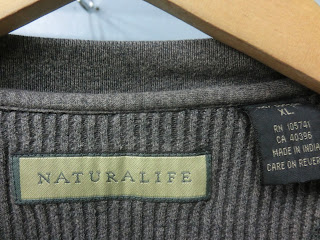 NATURALIFE
XL
RN 105741
CA 40396
MADE IN INDIA
CARE ON REVER